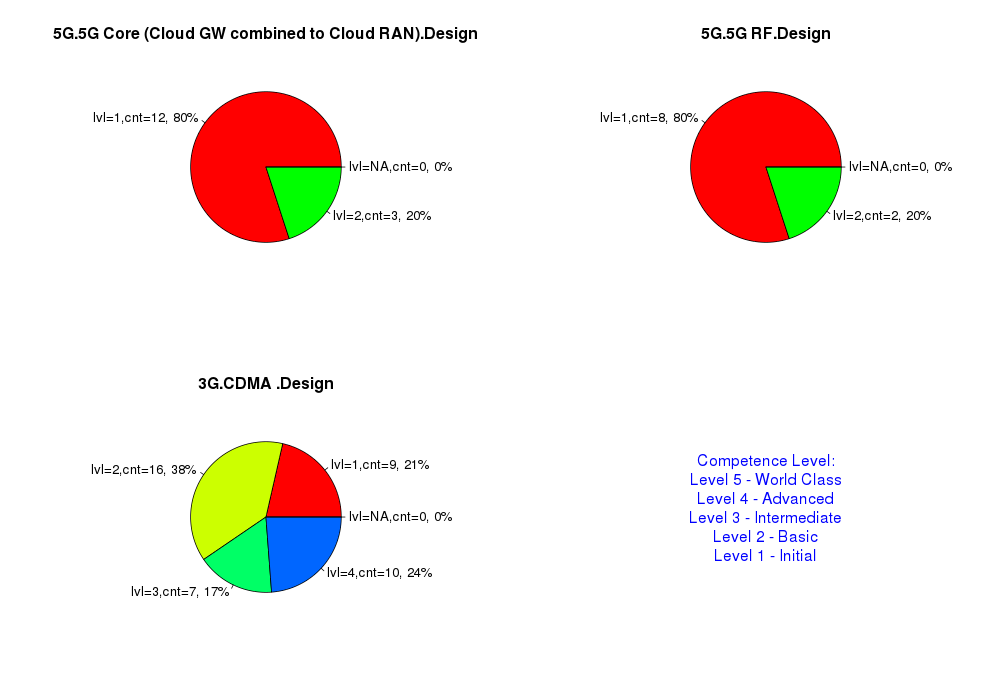 5G.5G Core (Cloud GW combined to Cloud RAN).Design
lvl=1,cnt=12, 80%
lvl=NA,cnt=0, 0%
lvl=2,cnt=3, 20%
5G.5G RF.Design
lvl=1,cnt=8, 80%
lvl=NA,cnt=0, 0%
lvl=2,cnt=2, 20%
3G.CDMA .Design
lvl=2,cnt=16, 38%
lvl=1,cnt=9, 21%
lvl=NA,cnt=0, 0%
lvl=4,cnt=10, 24%
lvl=3,cnt=7, 17%
Competence Level:
Level 5 - World Class
Level 4 - Advanced
Level 3 - Intermediate
Level 2 - Basic
Level 1 - Initial